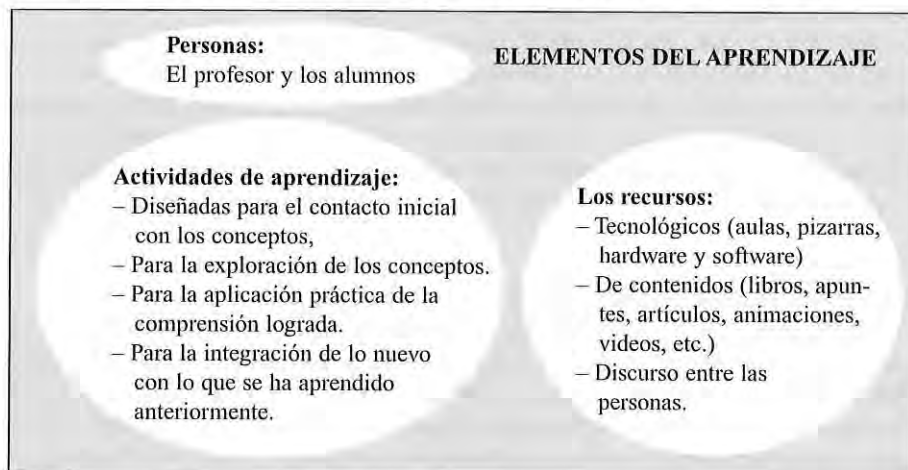 Personas:
El profesor y los alumnos
ELEMENTOS DEL APRENDIZAJE
Actividades de aprendizaje:
– Diseñadas para el contacto inicial
con los conceptos,
– Para la exploración de los conceptos.
– Para la aplicación práctica de la
comprensión lograda.
– Para la integración de lo nuevo
con lo que se ha aprendido
anteriormente.
Los recursos:
– Tecnológicos (aulas, pizarras,
hardware y software)
– De contenidos (libros, apun-
tes, artículos, animaciones,
videos, etc.)
– Discurso entre las
personas.